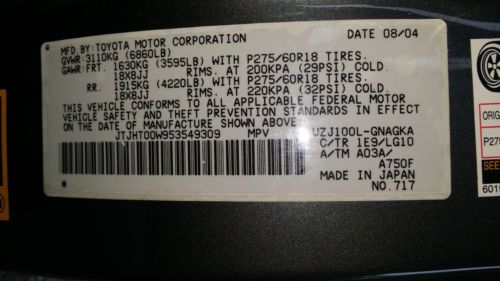 MFD.BY:TOYOTA MOTOR CORPORATION DATE 08/04
GVWR:3110KG (6860LB)
GAWR:FRT. 1630KG (3595LB) WITH P275/60R18 TIRES.
18X8JJ RIMS. AT 200KPA (29PSI) COLD.
RR. 1915KG (4220LB) WITH P275/60R18 TIRES.
18X8JJ RIMS. AT 220KPA (32PSI) COLD.
THIS VEHICLE CONFORMS TO ALL APPLICABLE FEDERAL MOTOR
VEHICLE SAFETY AND THEFT PREVENTION STANDARDS IN EFFECT
ON THE DATE OF MANUFACTURE SHOWN ABOVE.
JTJHT00W953549309 MPV UZJ100L-GNAGKA
C/TR 1E9/LG10
A/TM A03A/
A750F
MADE IN JAPAN
NO.717
ORIG
P275
SEE
6019